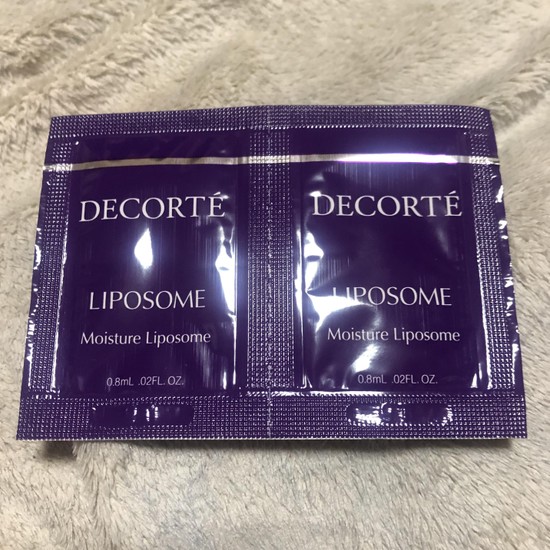 DECORTÉ
LIPOSOME
Moisture Liposome
0.8mL .02FL. OZ.
DECORTÉ
LIPOSOME
Moisture Liposome
0.8mL .02FL. OZ.